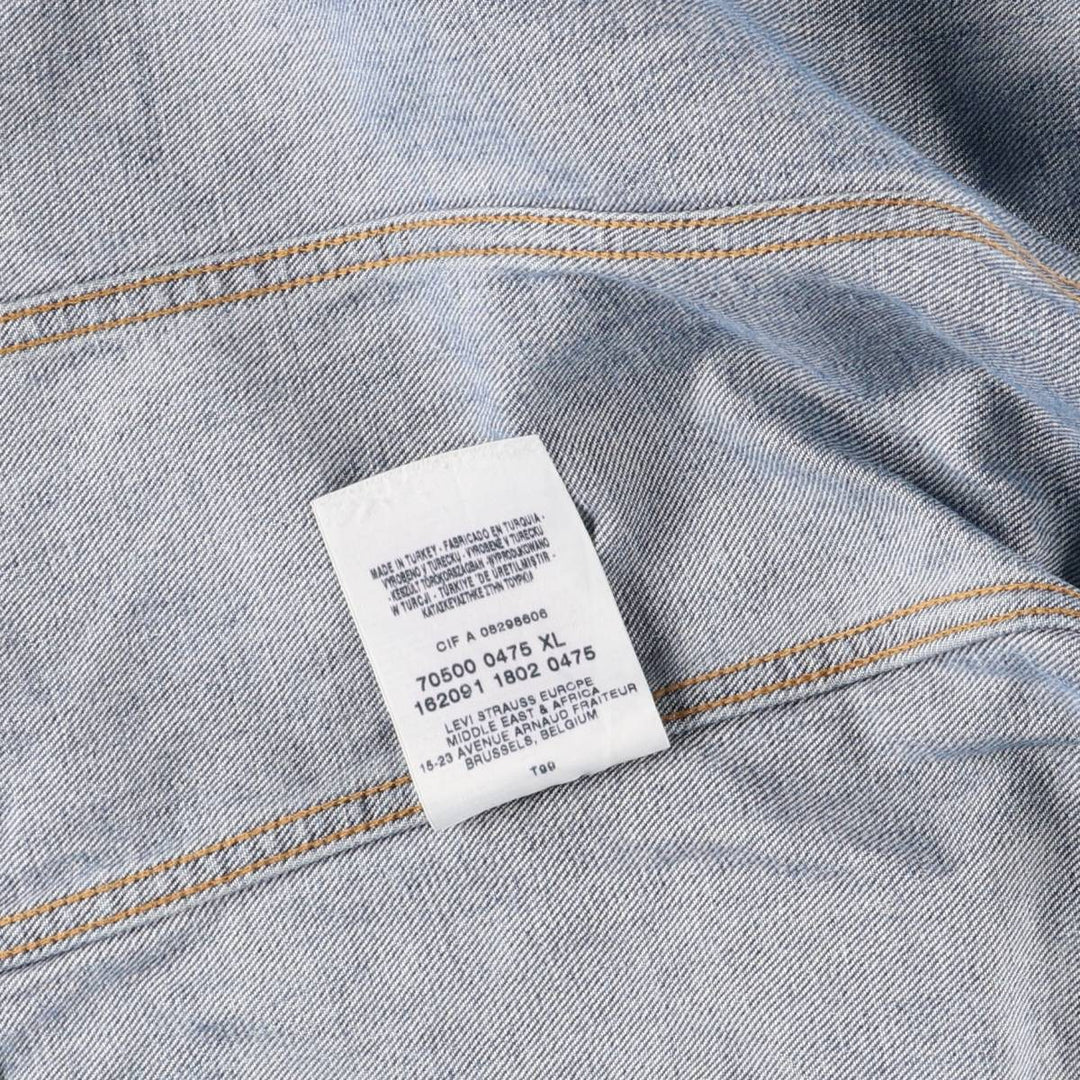 MADE IN TURKEY - FABRICADO EN TURQUIA -
VYROBENO V TURECKU - VYROBENÉ V TURECKU
- KÉSZÜLT TÖRÖKORSZÁGBAN - WYPRODUKOWANO
W TURCJI - TÜRKIYE 'DE ÜRETILMIŞTIR -
ΚΑΤΑΣΚΕΥΑΣΤΗΚΕ ΣΤΗΝ ΤΟΥΡΚΙΑ
CIF A 08298606
70500 0475 XL
162091 1802 0475
LEVI STRAUSS EUROPE
MIDDLE EAST & AFRICA
15-23 AVENUE ARNAUD FRAITEUR
BRUSSELS, BELGIUM
T99